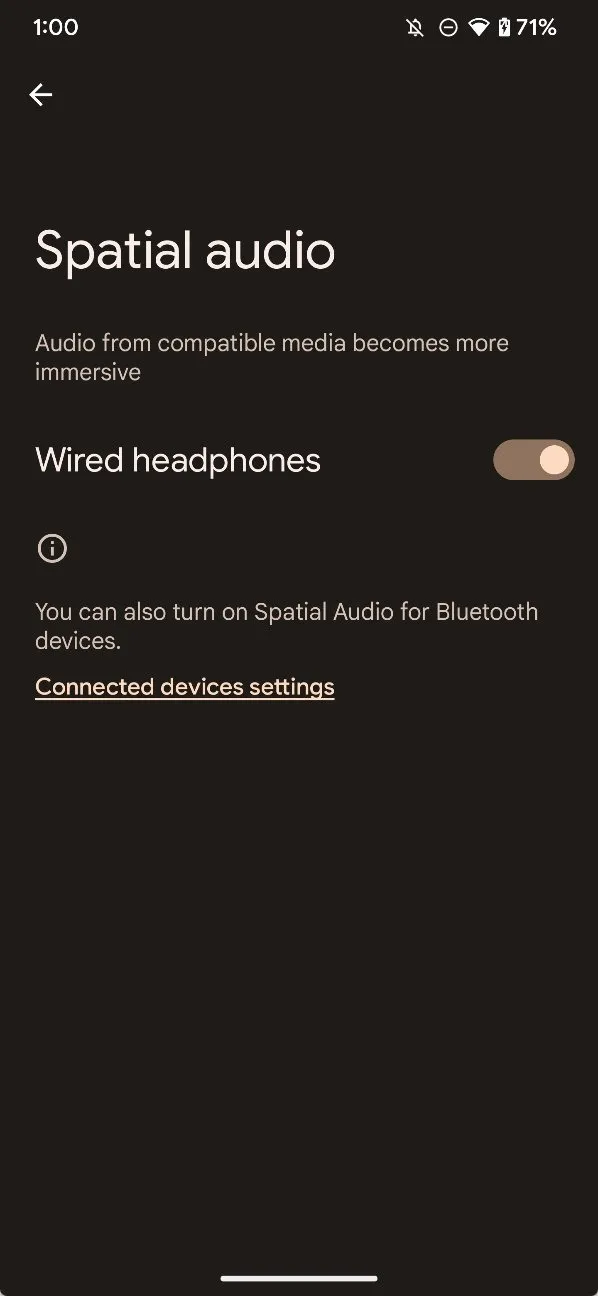 1:00
71%
Spatial audio
Audio from compatible media becomes more
immersive
Wired headphones
You can also turn on Spatial Audio for Bluetooth
devices.
Connected devices settings